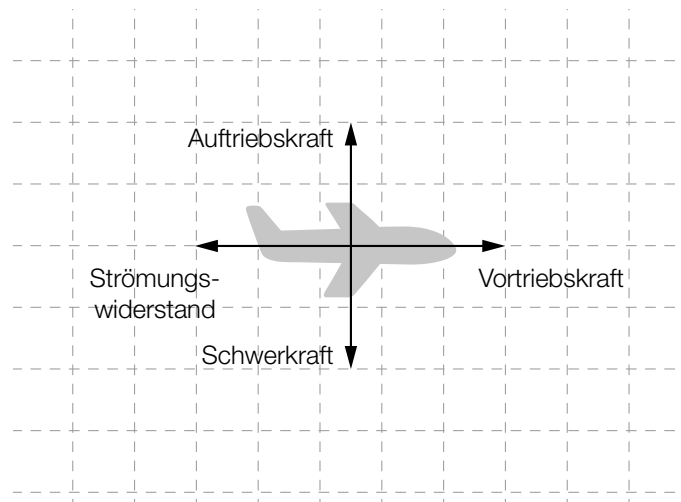 Auftriebskraft
Strömungs-
widerstand
Vortriebskraft
Schwerkraft